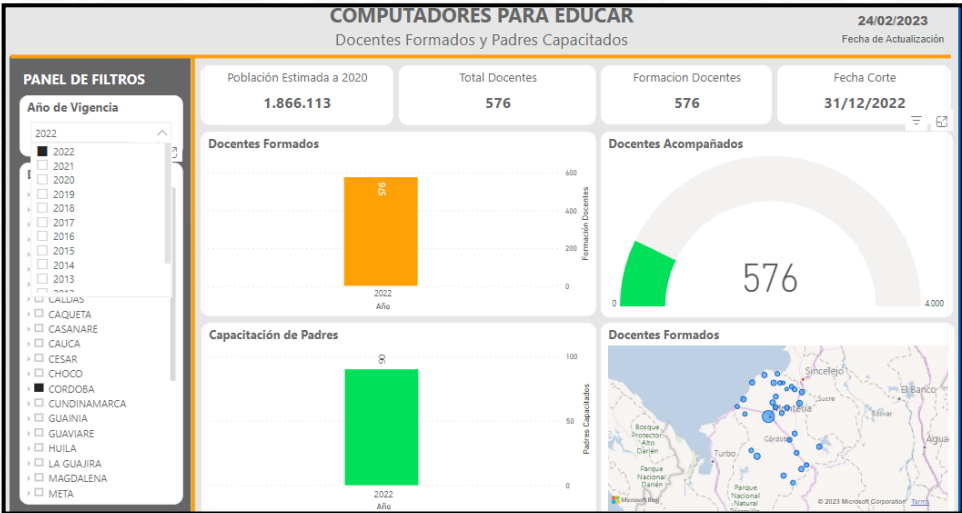 COMPUTADORES PARA EDUCAR
Docentes Formados y Padres Capacitados
24/02/2023
Fecha de Actualización
PANEL DE FILTROS
Año de Vigencia
2022
2022
2021
2020
2019
2018
2017
2016
2015
2014
2013
CALDAS
CAQUETA
CASANARE
CAUCA
CESAR
CHOCO
CORDOBA
CUNDINAMARCA
GUAINIA
GUAVIARE
HUILA
LA GUAJIRA
MAGDALENA
META
Población Estimada a 2020
1.866.113
Total Docentes
576
Formacion Docentes
576
Fecha Corte
31/12/2022
Docentes Formados
576
600
400
200
0
Formación Docentes
2022
Año
Docentes Acompañados
576
0
4.000
Capacitación de Padres
90
100
50
0
Padres Capacitados
2022
Año
Docentes Formados
Sincelejo
El Banco
Sucre
Montería
Bolívar
Bosque
Protector
Alto
Darién
Córdoba
Turbo
Agua
Parque
Nacional
Darién
Parque
Nacional
Natural
Microsoft Bing
© 2023 Microsoft Corporation
Terms